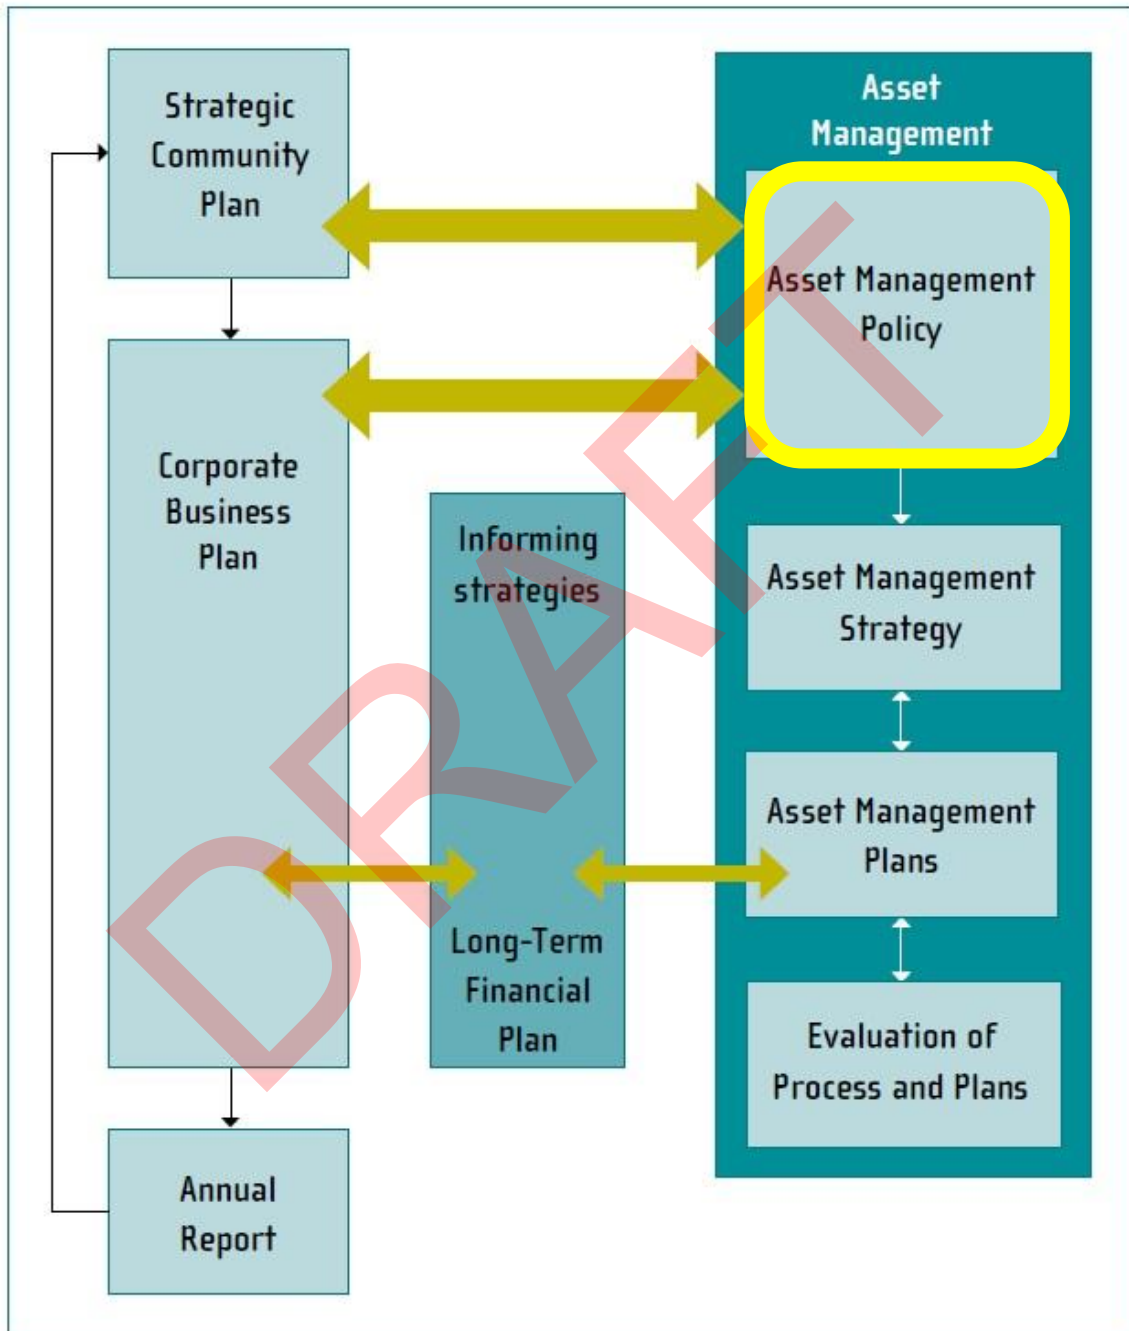 Strategic
Community
Plan
Corporate
Business
Plan
Annual
Report
Informing
strategies
Long-Term
Financial
Plan
Asset
Management
Asset Management
Policy
Asset Management
Strategy
Asset Management
Plans
Evaluation of
Process and Plans
DRAFT